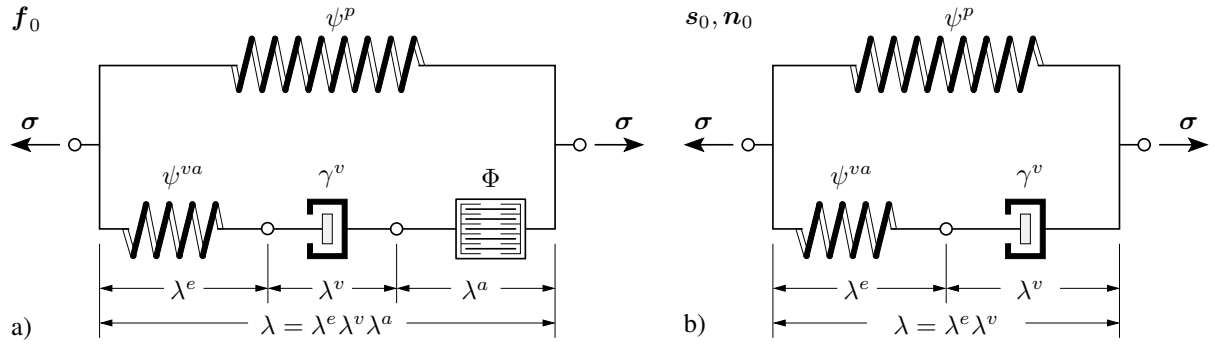 f₀ ψᵖ s₀, n₀ ψᵖ
σ σ σ σ
ψᵛᵃ γᵛ Φ ψᵛᵃ γᵛ
λᵉ λᵛ λᵃ λᵉ λᵛ
a) λ = λᵉλᵛλᵃ b) λ = λᵉλᵛ